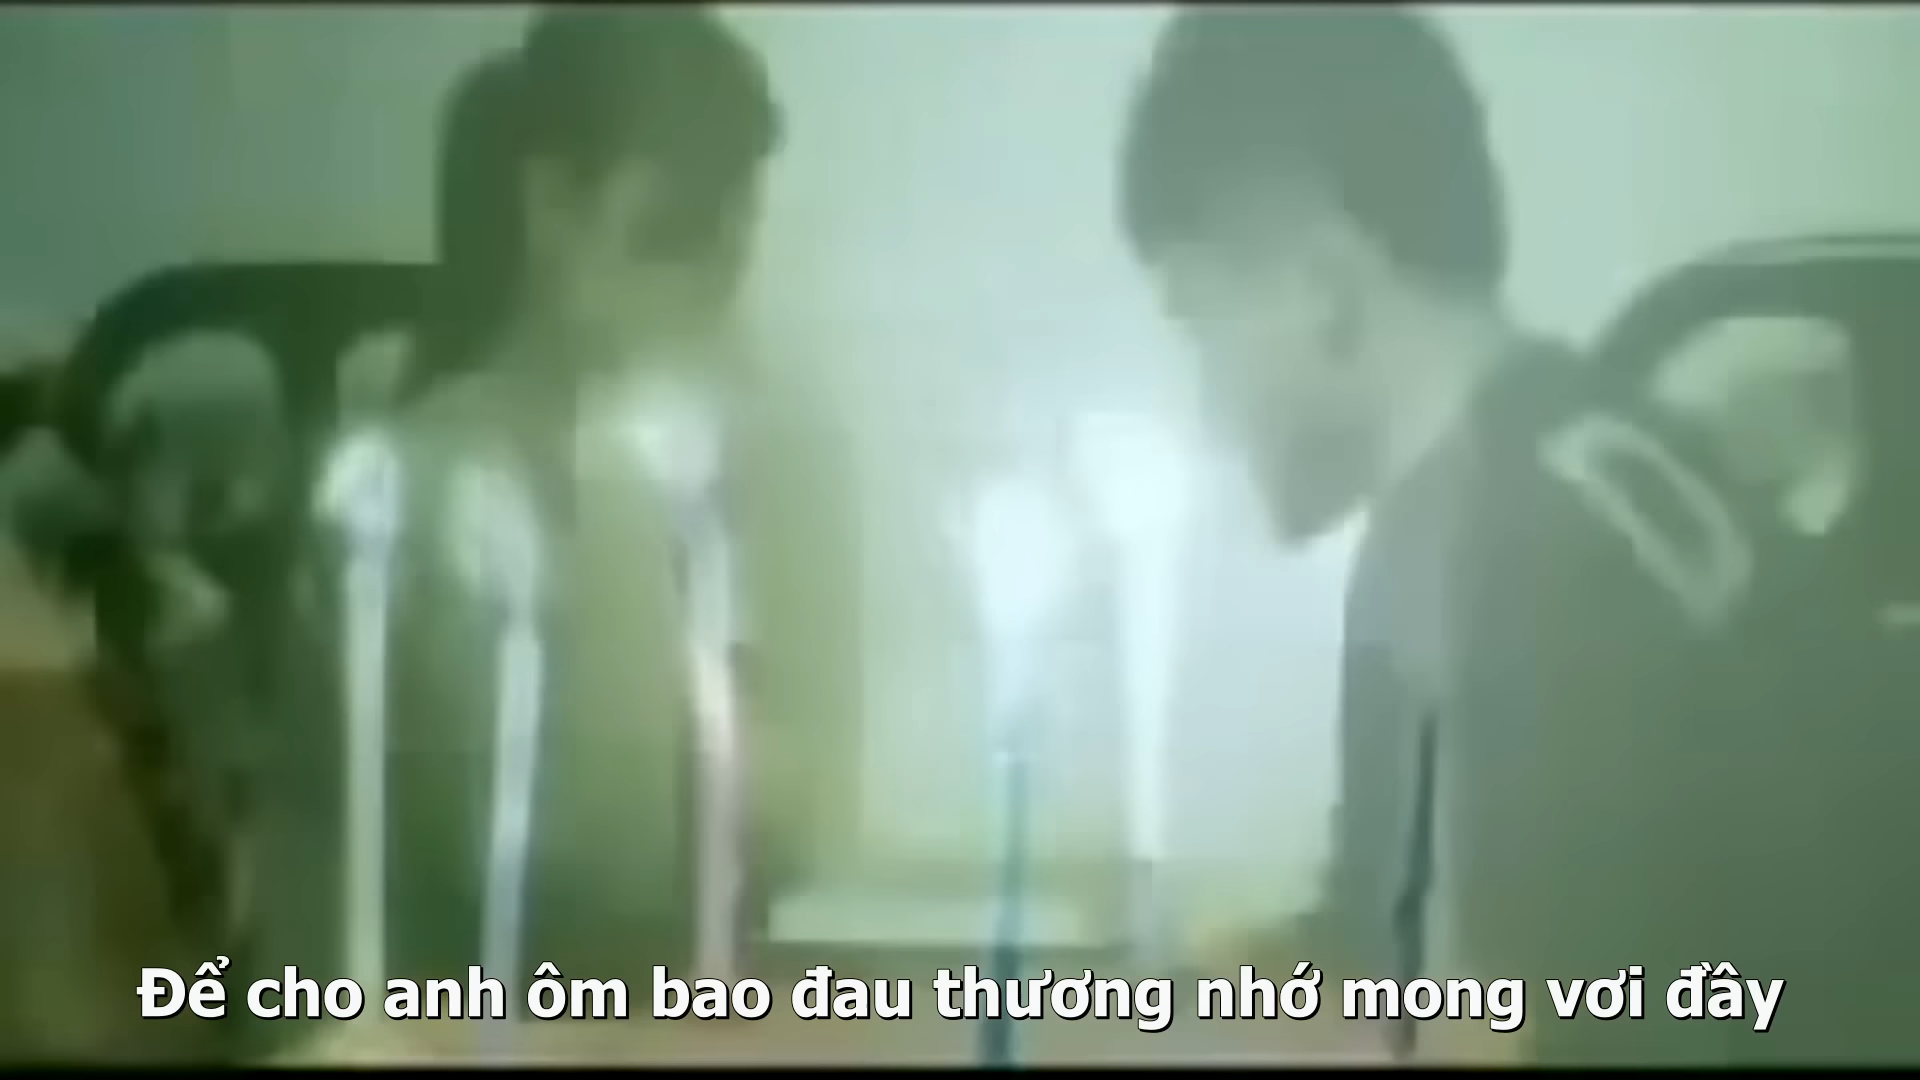 Để cho anh ôm bao đau thương nhớ mong vơi đầy